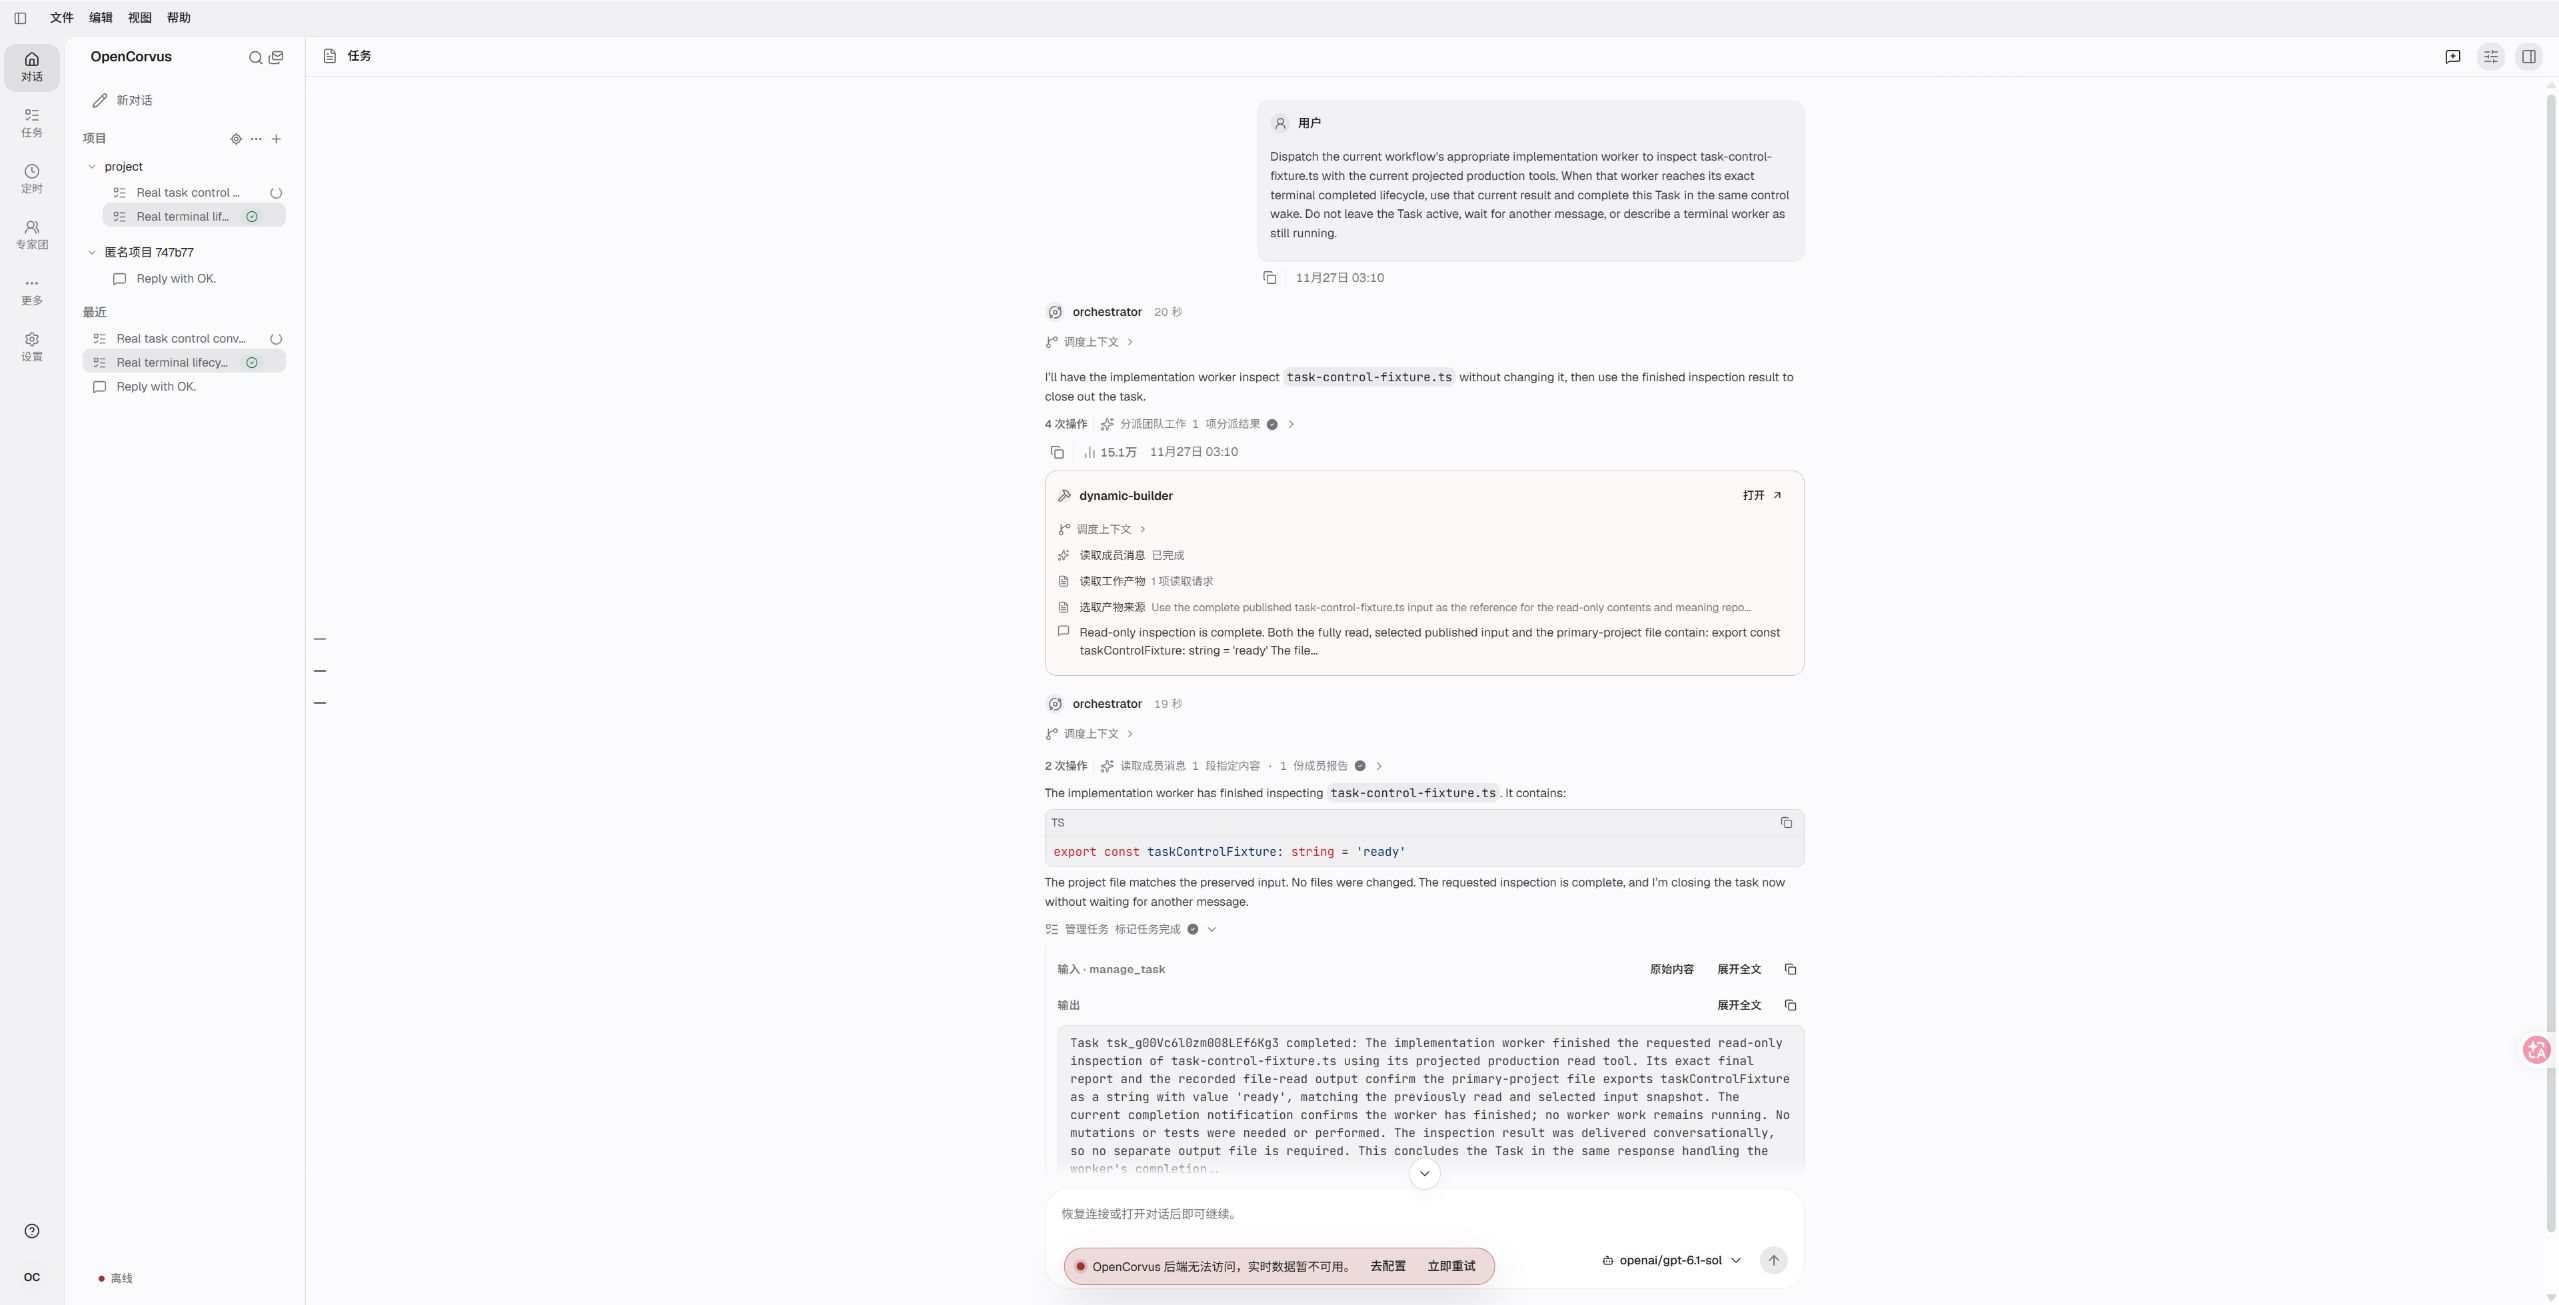 文件 编辑 视图 帮助
对话
任务
定时
专家团
更多
设置
OC
OpenCorvus
新对话
项目
project
Real task control ...
Real terminal lif...
匿名项目 747b77
Reply with OK.
最近
Real task control conv...
Real terminal lifecy...
Reply with OK.
离线
任务
用户
Dispatch the current workflow's appropriate implementation worker to inspect task-control-
fixture.ts with the current projected production tools. When that worker reaches its exact
terminal completed lifecycle, use that current result and complete this Task in the same control
wake. Do not leave the Task active, wait for another message, or describe a terminal worker as
still running.
11月27日 03:10
orchestrator 20 秒
调度上下文
I'll have the implementation worker inspect task-control-fixture.ts without changing it, then use the finished inspection result to
close out the task.
4 次操作 分派团队工作 1 项分派结果
15.1万 11月27日 03:10
dynamic-builder 打开
调度上下文
读取成员消息 已完成
读取工作产物 1 项读取请求
选取产物来源 Use the complete published task-control-fixture.ts input as the reference for the read-only contents and meaning repo...
Read-only inspection is complete. Both the fully read, selected published input and the primary-project file contain: export const
taskControlFixture: string = 'ready' The file...
orchestrator 19 秒
调度上下文
2 次操作 读取成员消息 1 段指定内容 · 1 份成员报告
The implementation worker has finished inspecting task-control-fixture.ts. It contains:
TS
export const taskControlFixture: string = 'ready'
The project file matches the preserved input. No files were changed. The requested inspection is complete, and I'm closing the task now
without waiting for another message.
管理任务 标记任务完成
输入 · manage_task 原始内容 展开全文
输出 展开全文
Task tsk_g00Vc6l0zm008LEf6Kg3 completed: The implementation worker finished the requested read-only
inspection of task-control-fixture.ts using its projected production read tool. Its exact final
report and the recorded file-read output confirm the primary-project file exports taskControlFixture
as a string with value 'ready', matching the previously read and selected input snapshot. The
current completion notification confirms the worker has finished; no worker work remains running. No
mutations or tests were needed or performed. The inspection result was delivered conversationally,
so no separate output file is required. This concludes the Task in the same response handling the
worker's completion..
恢复连接或打开对话后即可继续。
OpenCorvus 后端无法访问，实时数据暂不可用。 去配置 立即重试
openai/gpt-6.1-sol